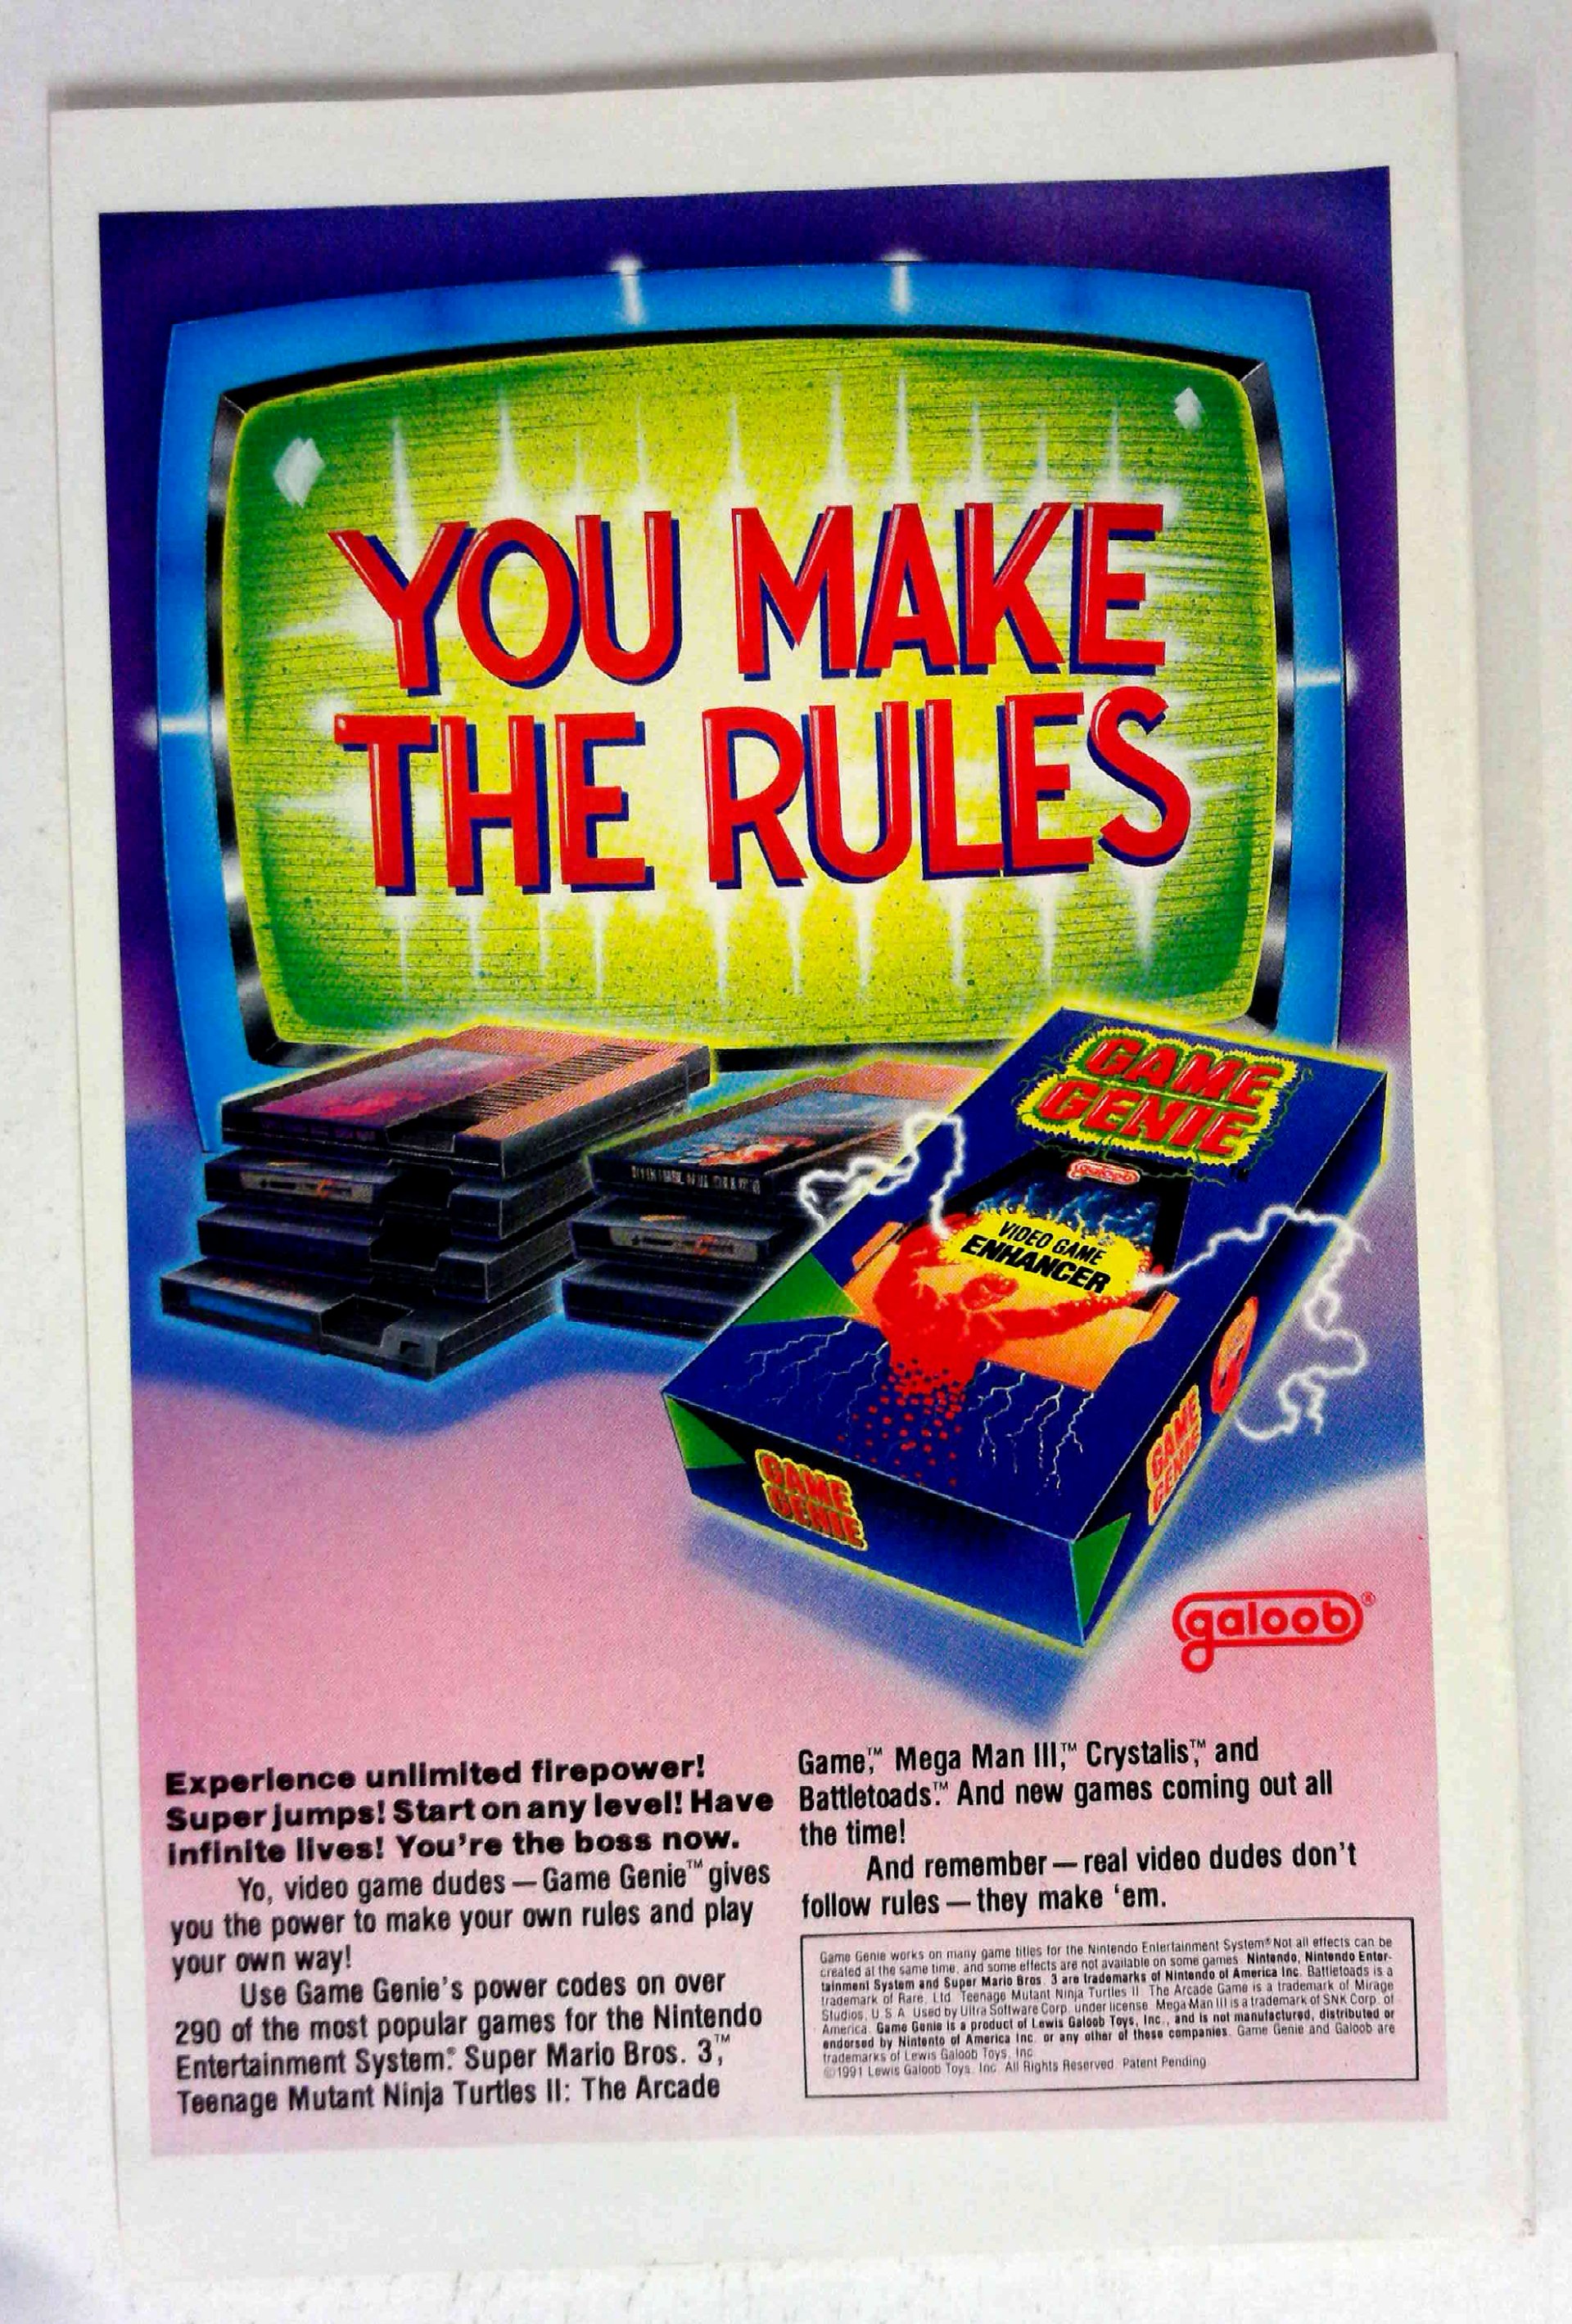 YOU MAKE
THE RULES
GAME
GENIE
galoob
VIDEO GAME
ENHANCER
GAME
GENIE
GAME
GENIE
galoob®
Experience unlimited firepower!
Super jumps! Start on any level! Have
infinite lives! You're the boss now.
Yo, video game dudes — Game Genie™ gives
you the power to make your own rules and play
your own way!
Use Game Genie's power codes on over
290 of the most popular games for the Nintendo
Entertainment System.® Super Mario Bros. 3,™
Teenage Mutant Ninja Turtles II: The Arcade
Game,™ Mega Man III,™ Crystalis,™ and
Battletoads.™ And new games coming out all
the time!
And remember — real video dudes don't
follow rules — they make 'em.
Game Genie works on many game titles for the Nintendo Entertainment System® Not all effects can be
created at the same time, and some effects are not available on some games. Nintendo, Nintendo Enter-
tainment System and Super Mario Bros. 3 are trademarks of Nintendo of America Inc. Battletoads is a
trademark of Rare, Ltd. Teenage Mutant Ninja Turtles II: The Arcade Game is a trademark of Mirage
Studios, U.S.A. Used by Ultra Software Corp. under license. Mega Man III is a trademark of SNK Corp. of
America. Game Genie is a product of Lewis Galoob Toys, Inc., and is not manufactured, distributed or
endorsed by Nintento of America Inc. or any other of these companies. Game Genie and Galoob are
trademarks of Lewis Galoob Toys, Inc.
©1991 Lewis Galoob Toys, Inc. All Rights Reserved. Patent Pending